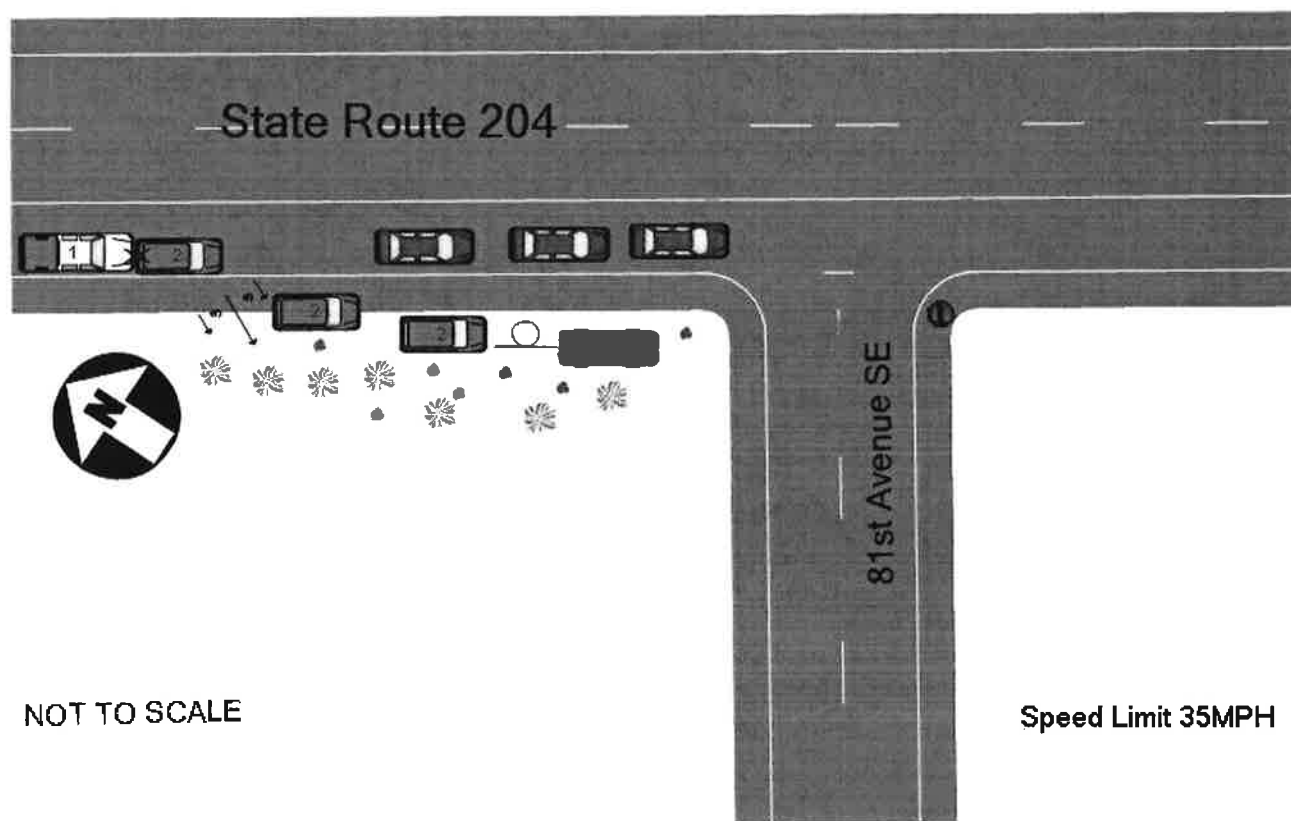 State Route 204
1
2
2
2
N
81st Avenue SE
NOT TO SCALE
Speed Limit 35MPH